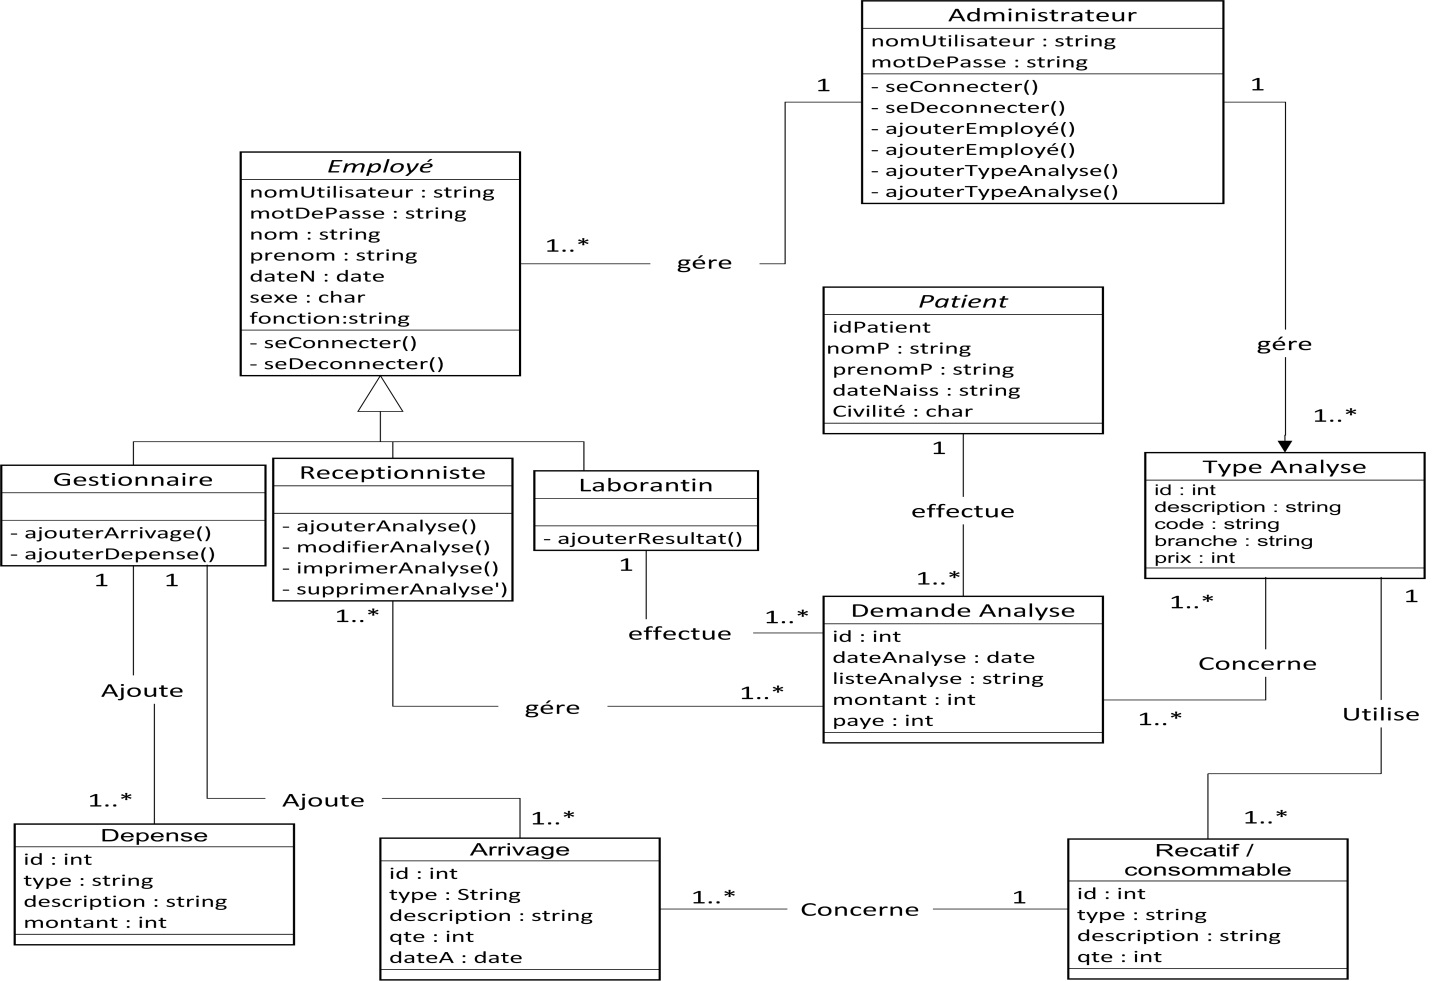 Administrateur
nomUtilisateur : string
motDePasse : string
- seConnecter()
- seDeconnecter()
- ajouterEmployé()
- ajouterEmployé()
- ajouterTypeAnalyse()
- ajouterTypeAnalyse()
1
1
Employé
nomUtilisateur : string
motDePasse : string
nom : string
prenom : string
dateN : date
sexe : char
fonction:string
- seConnecter()
- seDeconnecter()
1..*
gére
Patient
idPatient
nomP : string
prenomP : string
dateNaiss : string
Civilité : char
gére
1..*
1
effectue
1..*
Gestionnaire
- ajouterArrivage()
- ajouterDepense()
1
1
Receptionniste
- ajouterAnalyse()
- modifierAnalyse()
- imprimerAnalyse()
- supprimerAnalyse')
1..*
Laborantin
- ajouterResultat()
1
effectue
1..*
Type Analyse
id : int
description : string
code : string
branche : string
prix : int
1..*
1
Demande Analyse
id : int
dateAnalyse : date
listeAnalyse : string
montant : int
paye : int
gére
1..*
Concerne
1..*
Utilise
1..*
Ajoute
1..*
Ajoute
1..*
Depense
id : int
type : string
description : string
montant : int
Arrivage
id : int
type : String
description : string
qte : int
dateA : date
1..*
Concerne
1
Recatif /
consommable
id : int
type : string
description : string
qte : int